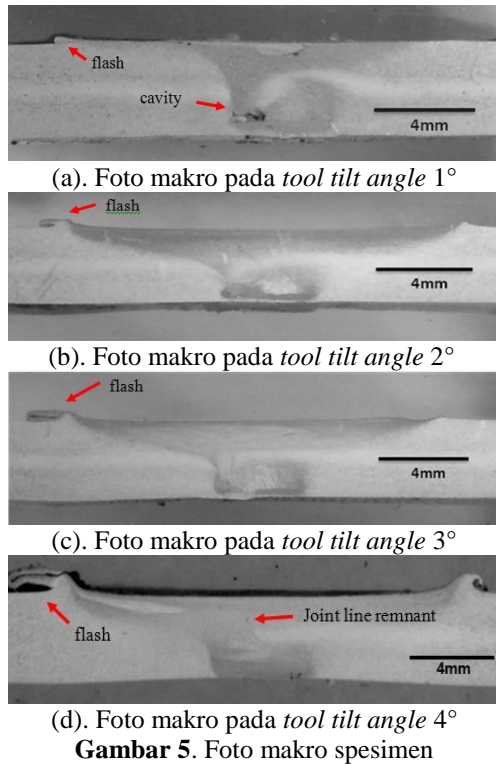 flash
cavity
4mm
(a). Foto makro pada tool tilt angle 1°
flash
4mm
(b). Foto makro pada tool tilt angle 2°
flash
4mm
(c). Foto makro pada tool tilt angle 3°
Joint line remnant
flash
4mm
(d). Foto makro pada tool tilt angle 4°
Gambar 5. Foto makro spesimen